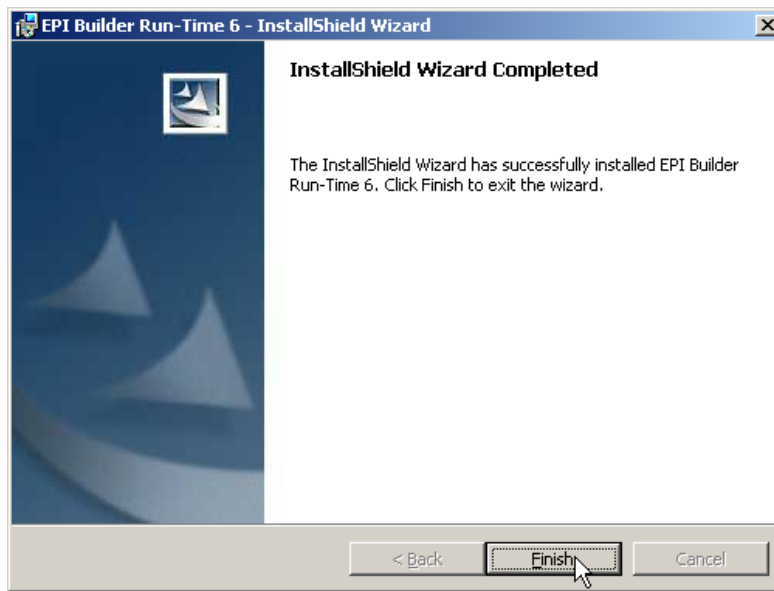 EPI Builder Run-Time 6 - InstallShield Wizard
InstallShield Wizard Completed
The InstallShield Wizard has successfully installed EPI Builder
Run-Time 6. Click Finish to exit the wizard.
< Back
Finish
Cancel